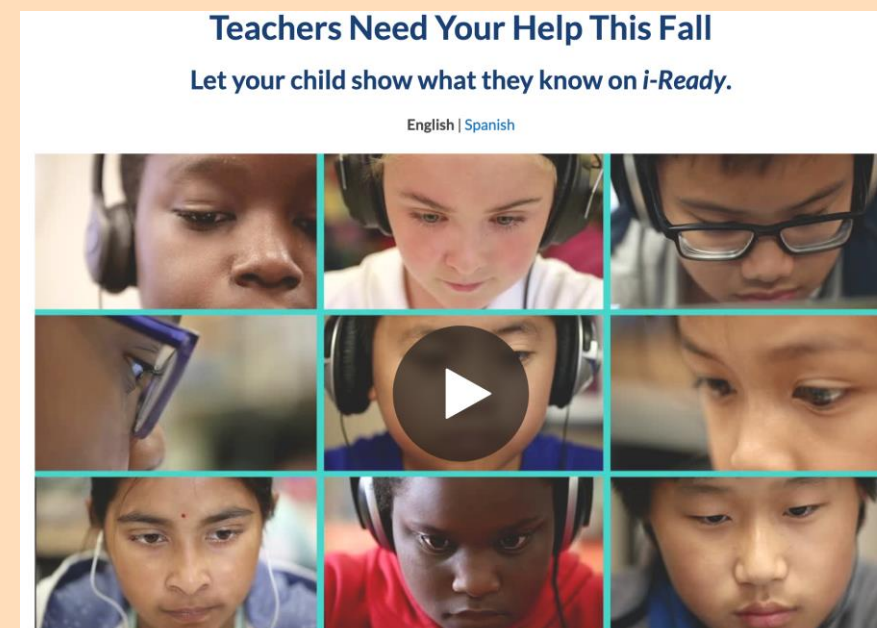 Teachers Need Your Help This Fall
Let your child show what they know on i-Ready.
English | Spanish